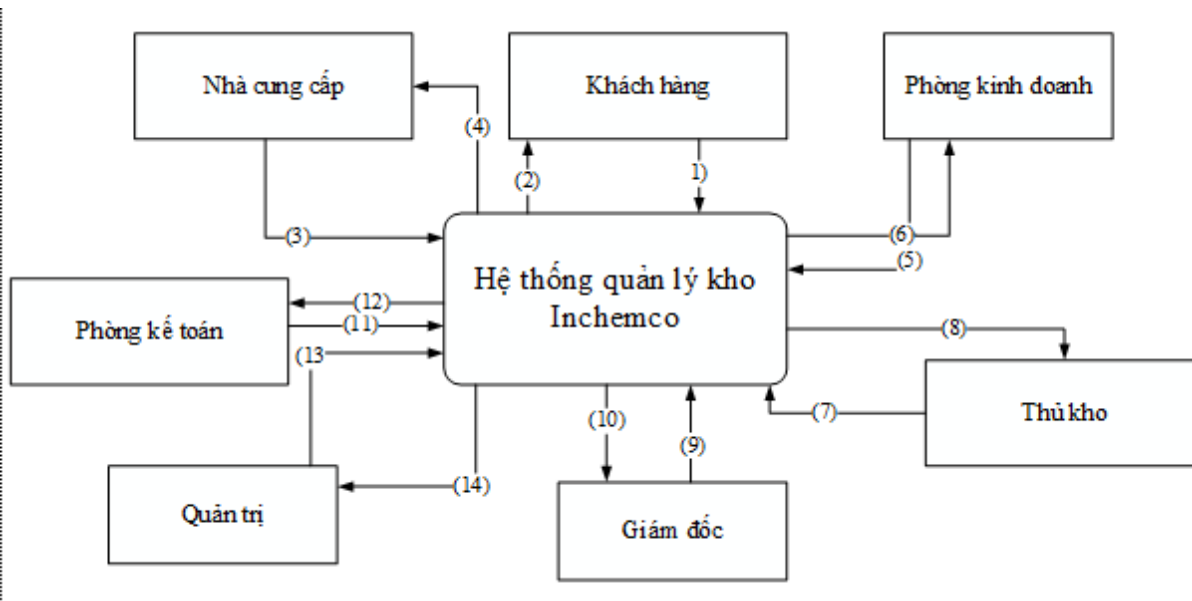 Nhà cung cấp
Khách hàng
Phòng kinh doanh
(4)
(2)
1)
(3)
(6)
(5)
Hệ thống quản lý kho
Inchemco
(12)
(11)
Phòng kế toán
(13
(8)
(7)
Thủ kho
(10)
(9)
(14)
Quản trị
Giám đốc